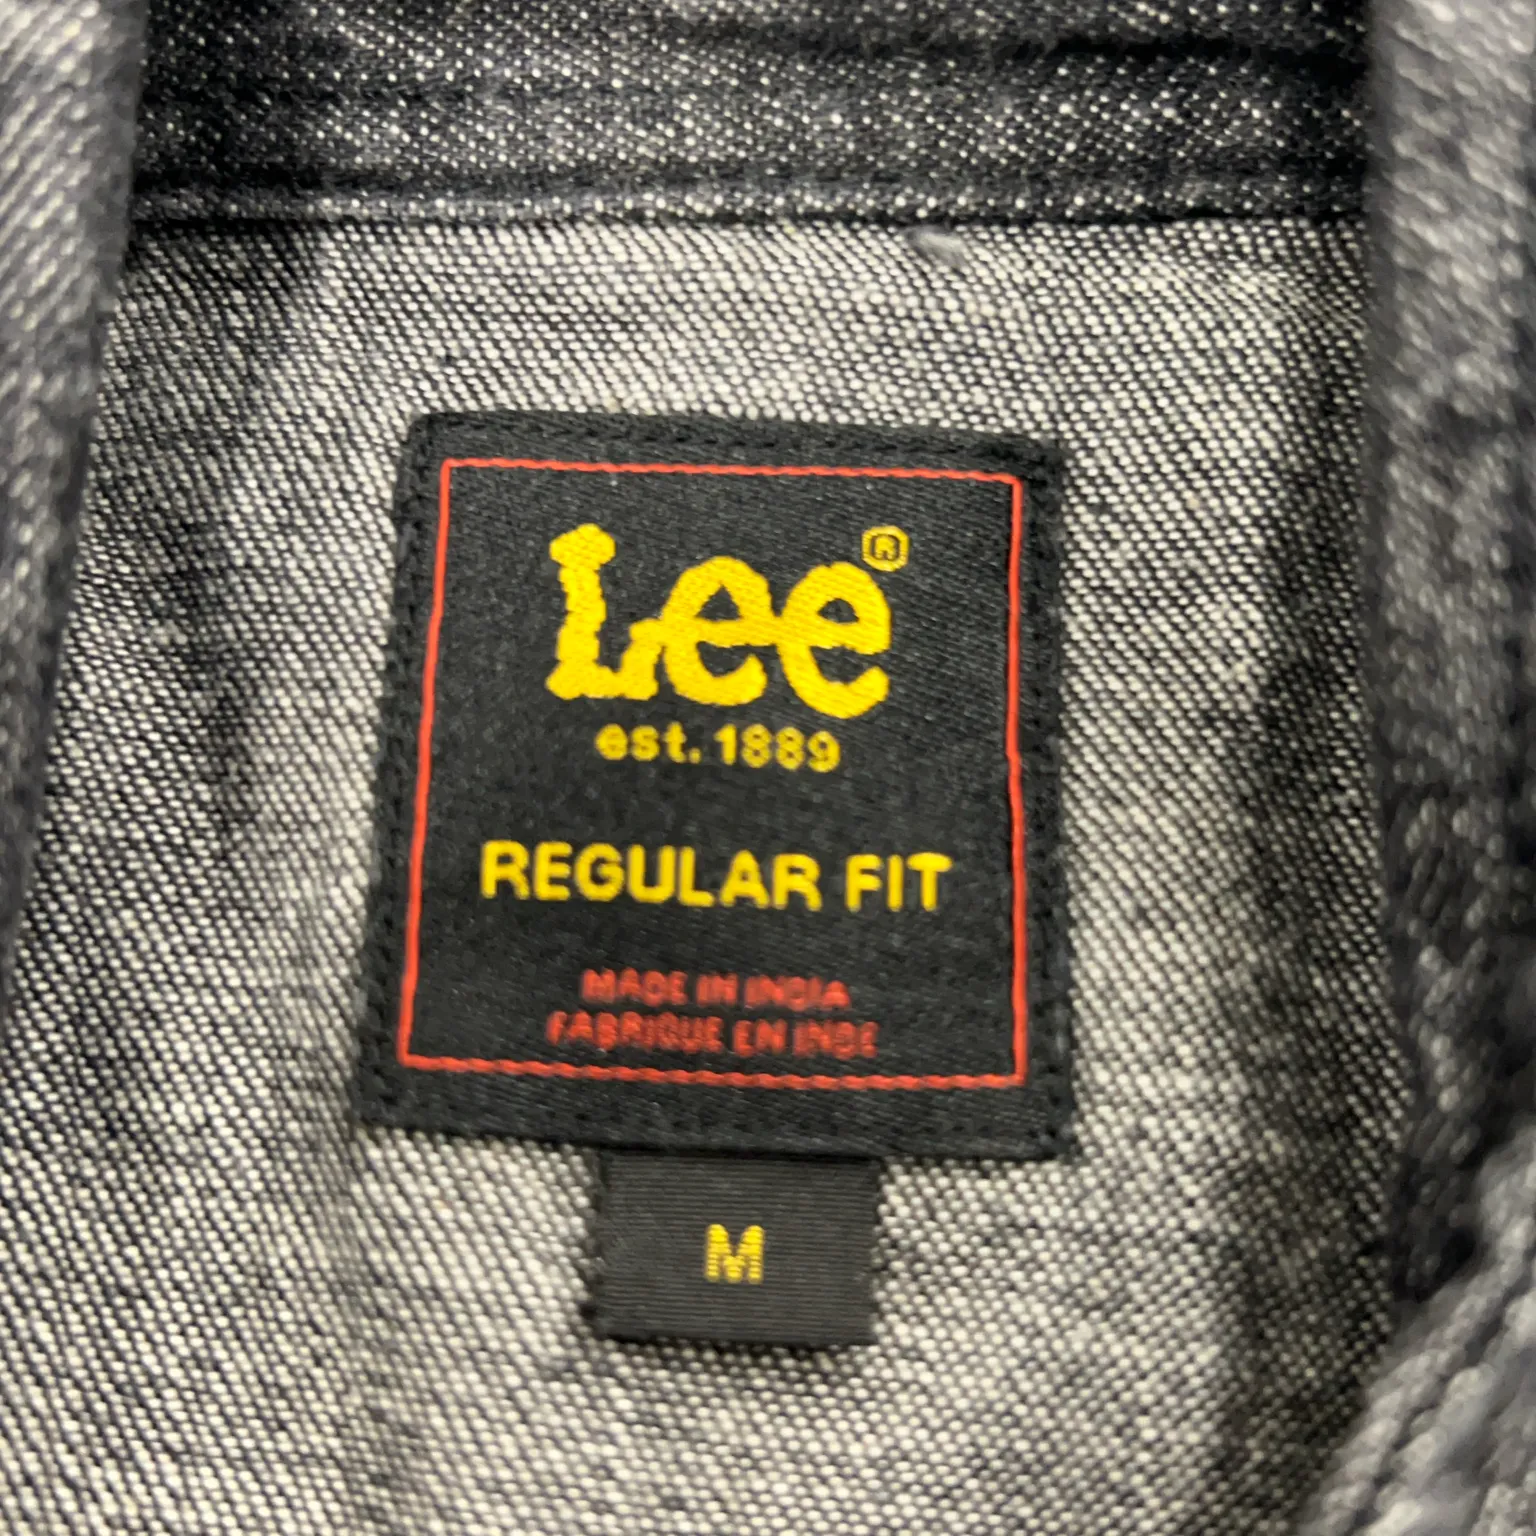 Lee®
est. 1889
REGULAR FIT
MADE IN INDIA
FABRIQUE EN INDE
M